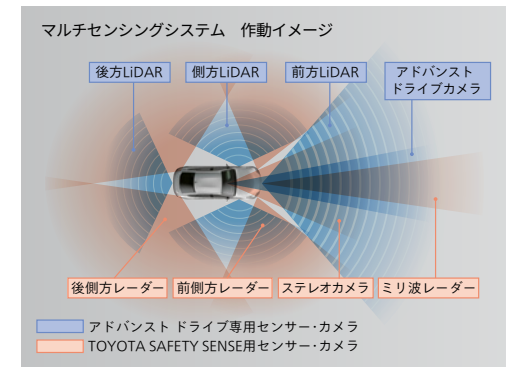 マルチセンシングシステム　作動イメージ
後方LiDAR
側方LiDAR
前方LiDAR
アドバンスト
ドライブカメラ
後側方レーダー
前側方レーダー
ステレオカメラ
ミリ波レーダー
アドバンスト ドライブ専用センサー・カメラ
TOYOTA SAFETY SENSE用センサー・カメラ